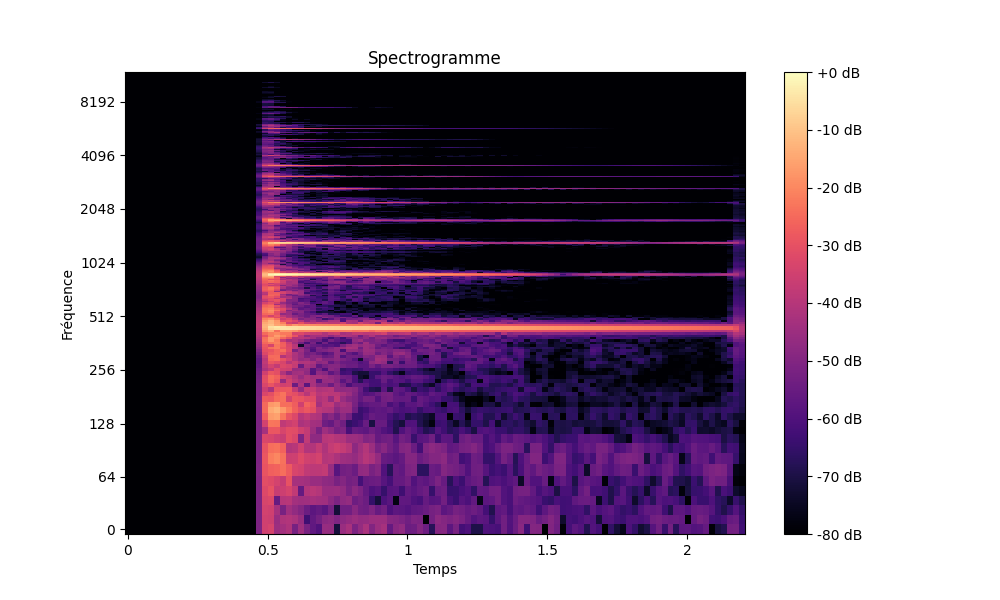 Spectrogramme
Fréquence
8192
4096
2048
1024
512
256
128
64
0
0
0.5
1
1.5
2
Temps
+0 dB
-10 dB
-20 dB
-30 dB
-40 dB
-50 dB
-60 dB
-70 dB
-80 dB